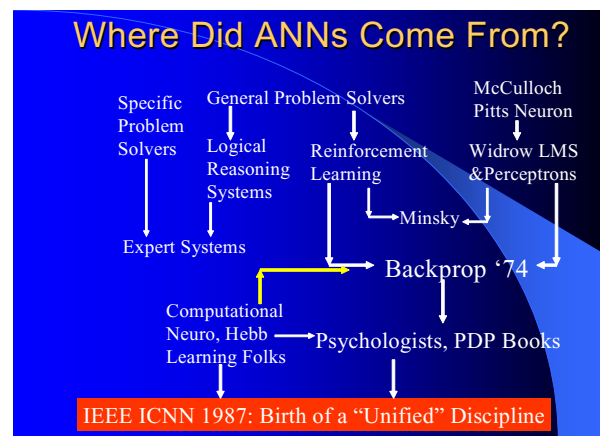 Where Did ANNs Come From?
Specific
Problem
Solvers
General Problem Solvers
McCulloch
Pitts Neuron
Logical
Reasoning
Systems
Reinforcement
Learning
Widrow LMS
&Perceptrons
Minsky
Expert Systems
Backprop ‘74
Computational
Neuro, Hebb
Learning Folks
Psychologists, PDP Books
IEEE ICNN 1987: Birth of a “Unified” Discipline